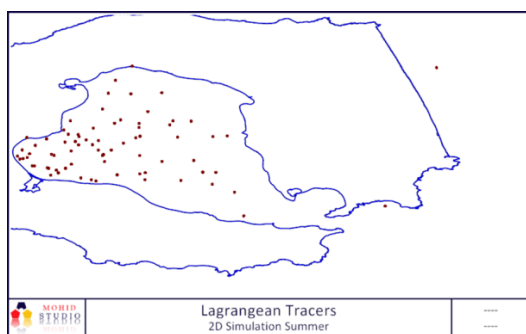 MOHID
STUDIO
Lagrangean Tracers
2D Simulation Summer
----
----